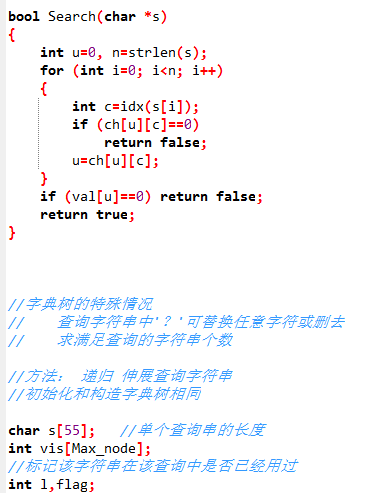 bool Search(char *s)
{
int u=0, n=strlen(s);
for (int i=0; i<n; i++)
{
int c=idx(s[i]);
if (ch[u][c]==0)
return false;
u=ch[u][c];
}
if (val[u]==0) return false;
return true;
}
//字典树的特殊情况
// 查询字符串中'？'可替换任意字符或删去
// 求满足查询的字符串个数
//方法： 递归 伸展查询字符串
//初始化和构造字典树相同
char s[55]; //单个查询串的长度
int vis[Max_node];
//标记该字符串在该查询中是否已经用过
int l,flag;